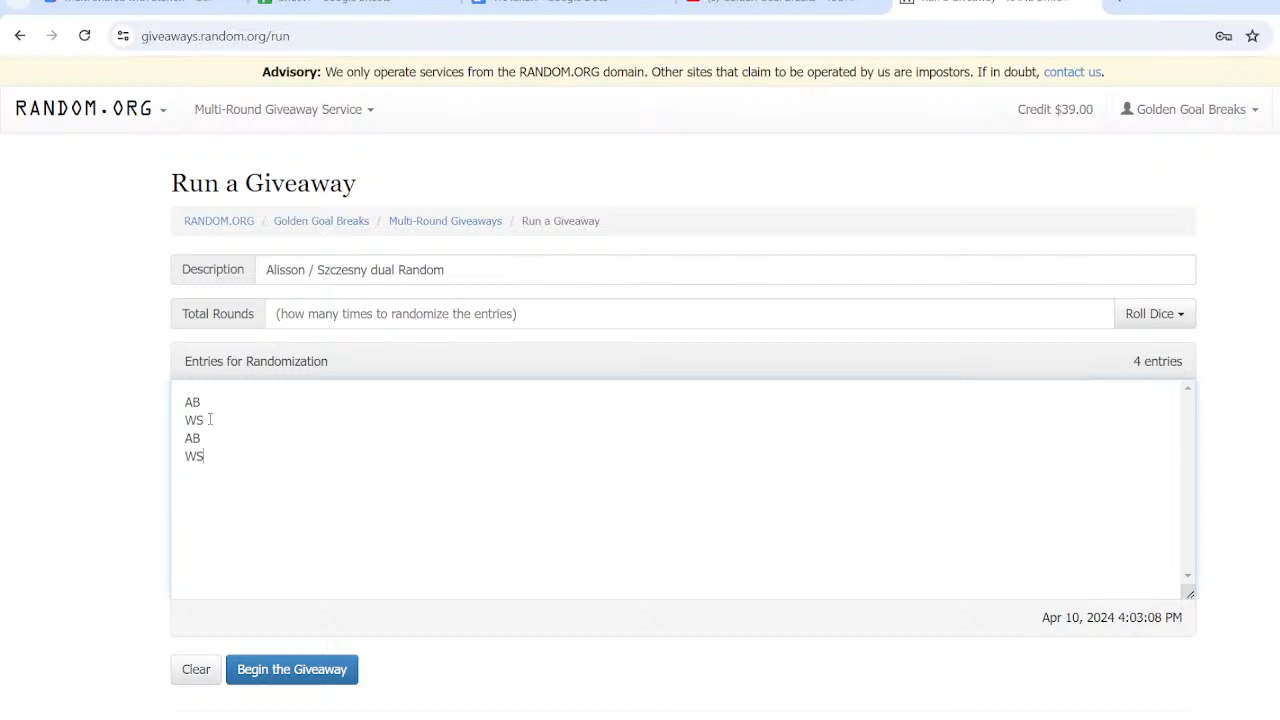 giveaways.random.org/run
Advisory: We only operate services from the RANDOM.ORG domain. Other sites that claim to be operated by us are impostors. If in doubt, contact us.
RANDOM.ORG Multi-Round Giveaway Service Credit $39.00 Golden Goal Breaks
Run a Giveaway
RANDOM.ORG / Golden Goal Breaks / Multi-Round Giveaways / Run a Giveaway
Description Alisson / Szczesny dual Random
Total Rounds (how many times to randomize the entries) Roll Dice
Entries for Randomization 4 entries
AB
WS
AB
WS
Apr 10, 2024 4:03:08 PM
Clear Begin the Giveaway